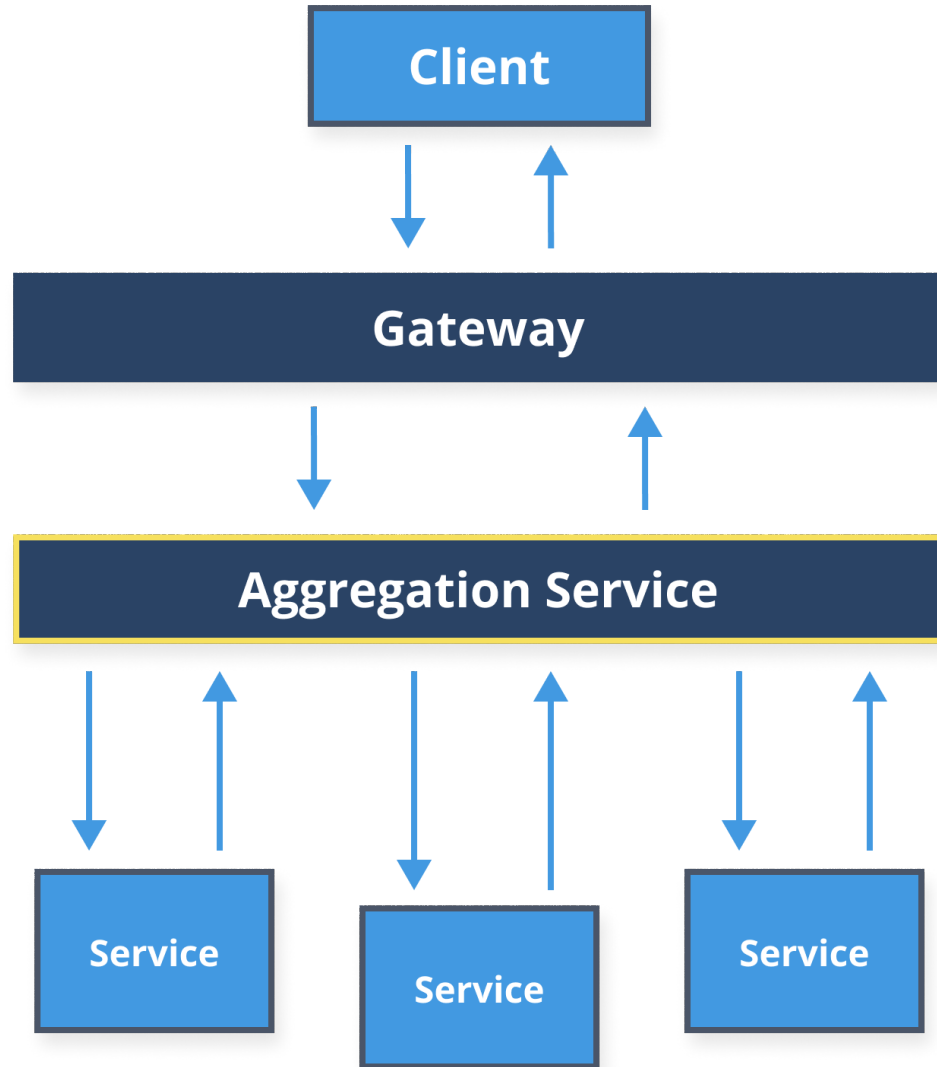 Client
Gateway
Aggregation Service
Service
Service
Service